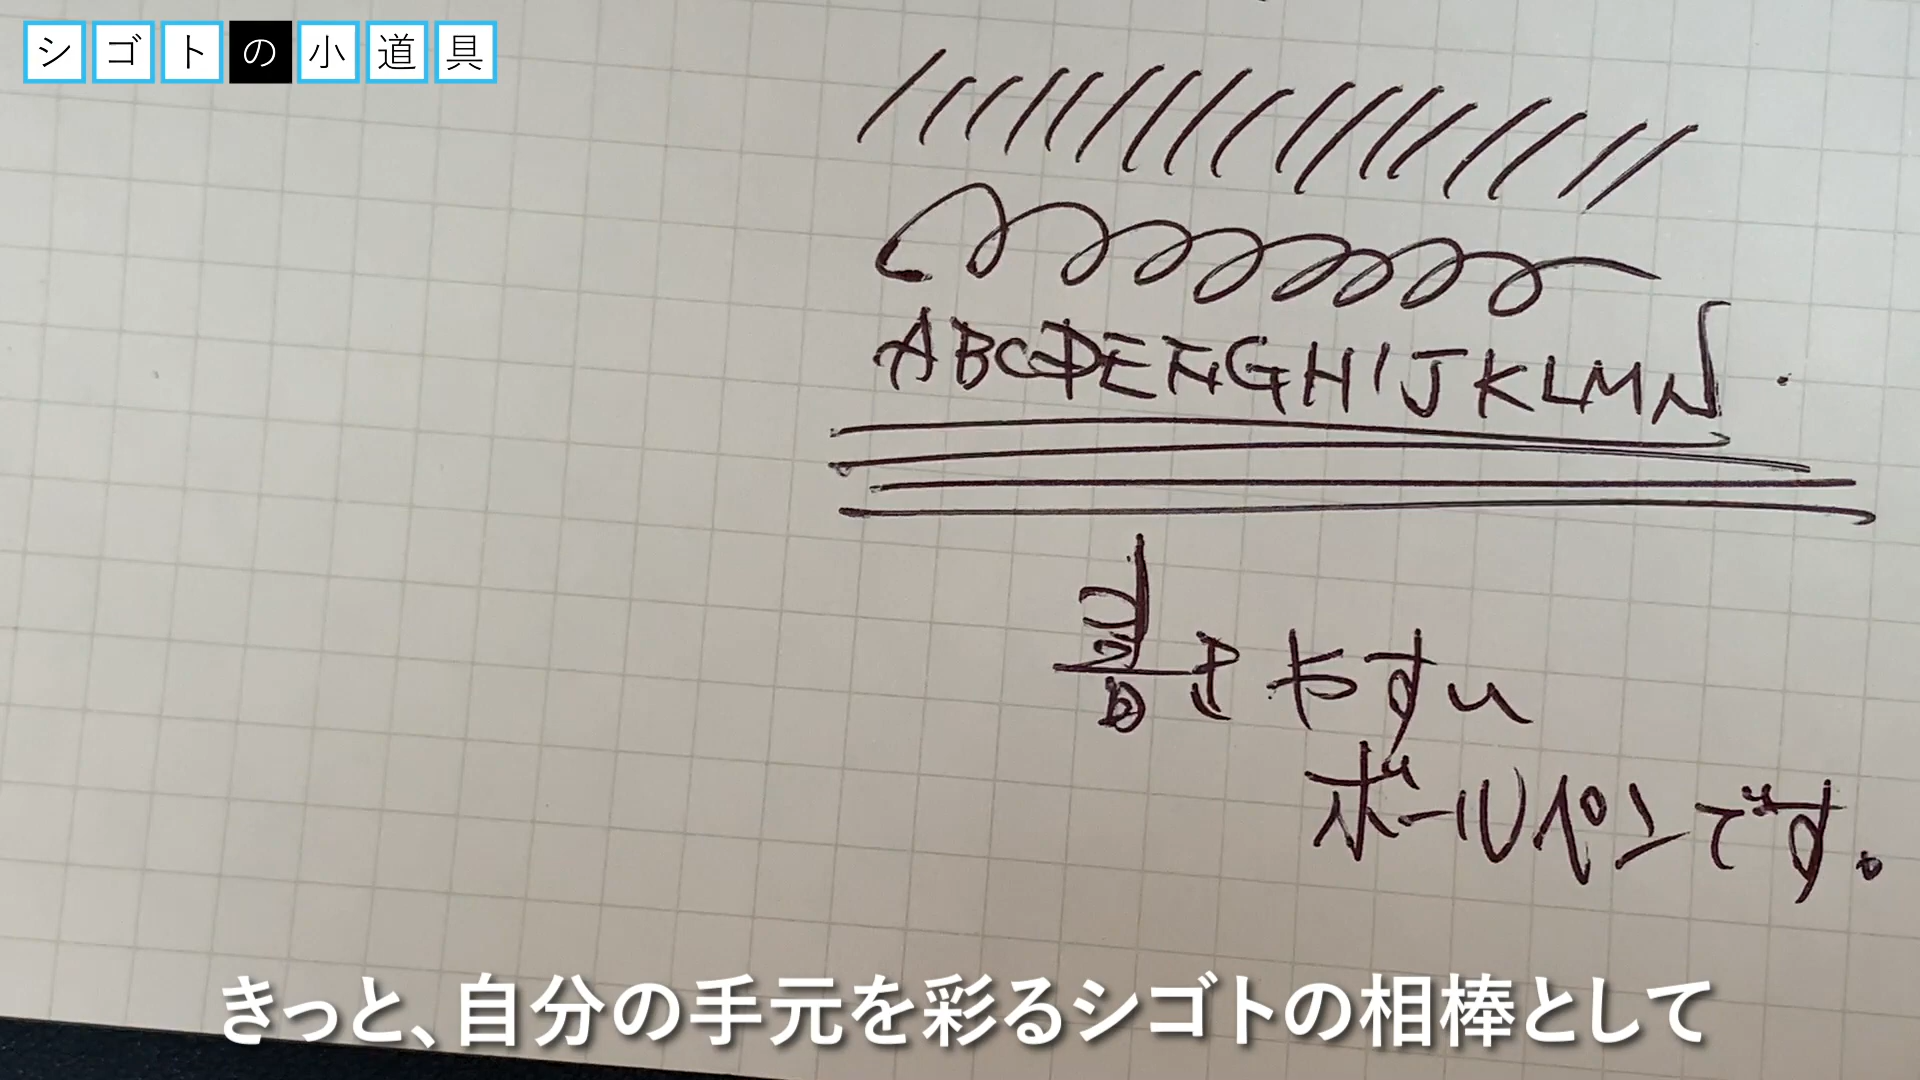 シゴトの小道具
ABCDEFGHIJKLMN
書きやすい
ボールペンです。
きっと、自分の手元を彩るシゴトの相棒として